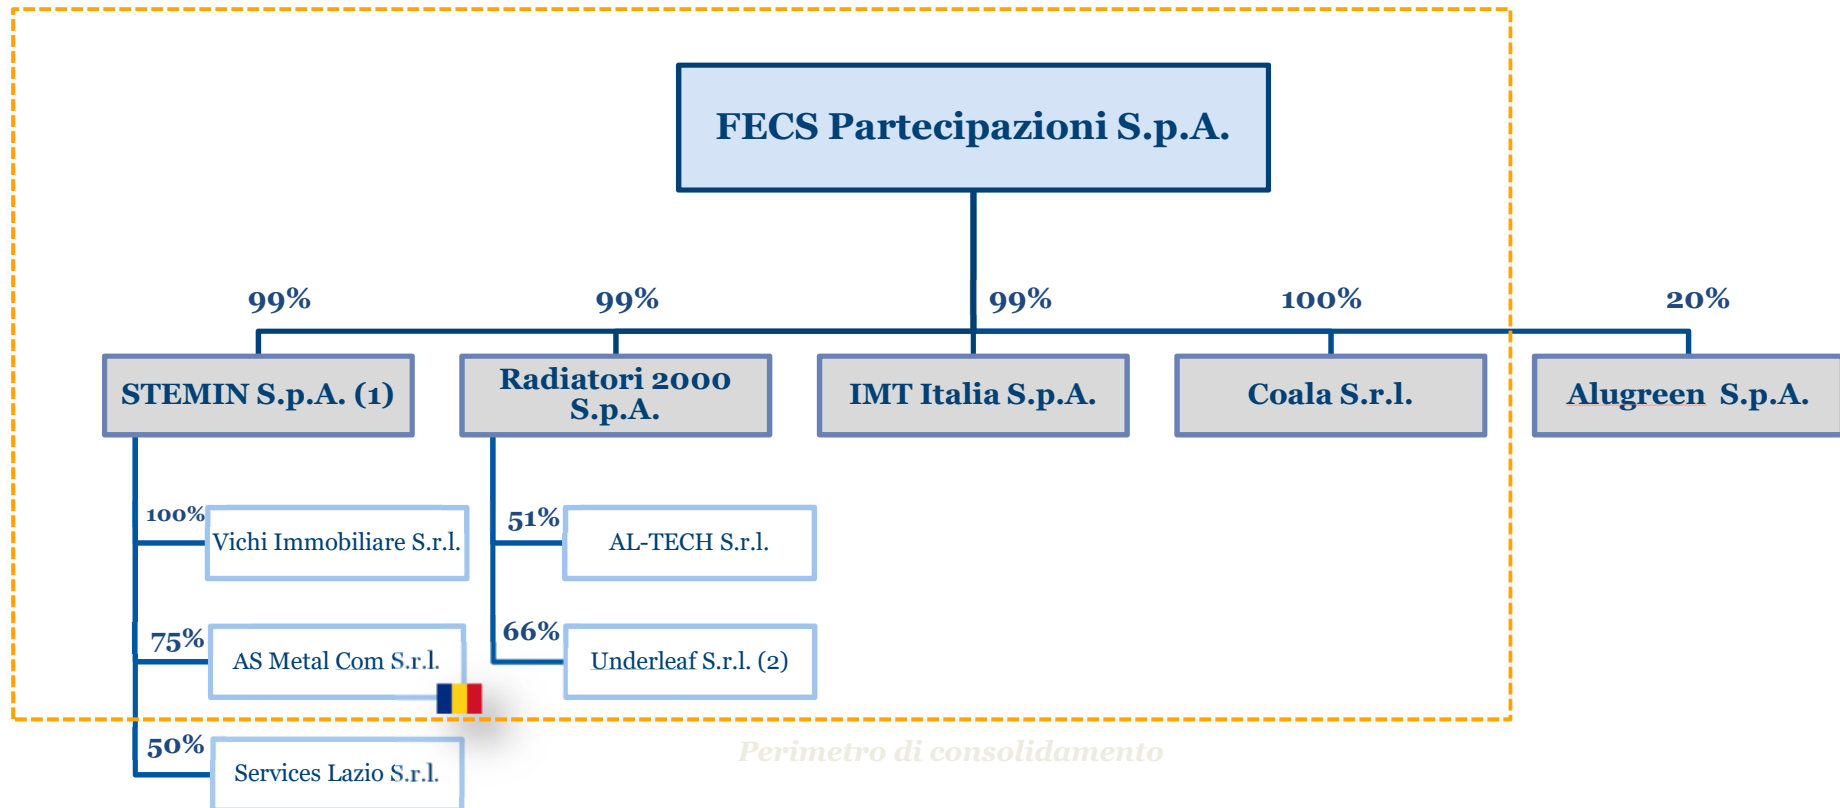 FECS Partecipazioni S.p.A.
99%
99%
99%
100%
20%
STEMIN S.p.A. (1)
Radiatori 2000
S.p.A.
IMT Italia S.p.A.
Coala S.r.l.
Alugreen S.p.A.
100%
Vichi Immobiliare S.r.l.
51%
AL-TECH S.r.l.
75%
AS Metal Com S.r.l.
66%
Underleaf S.r.l. (2)
50%
Services Lazio S.r.l.
Perimetro di consolidamento